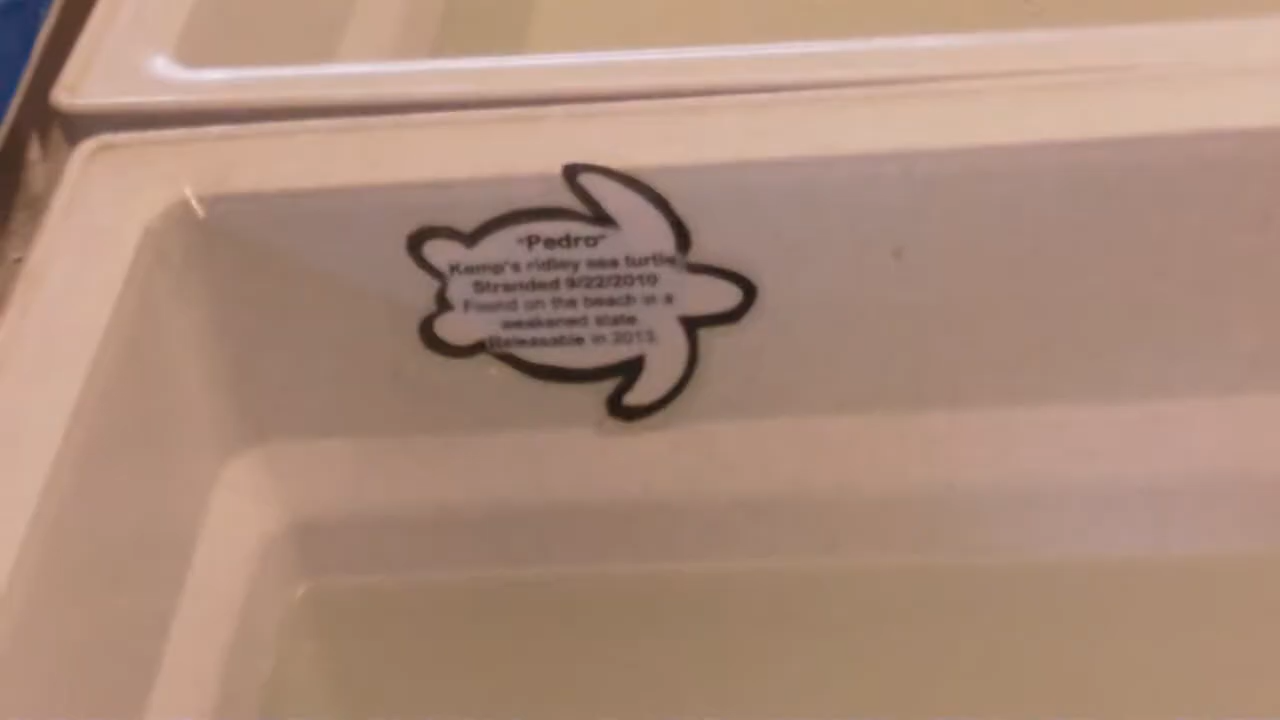 "Pedro"
Kemp's ridley sea turtle
Stranded 9/22/2010
Found on the beach in a
weakened state.
Releasable in 2013.